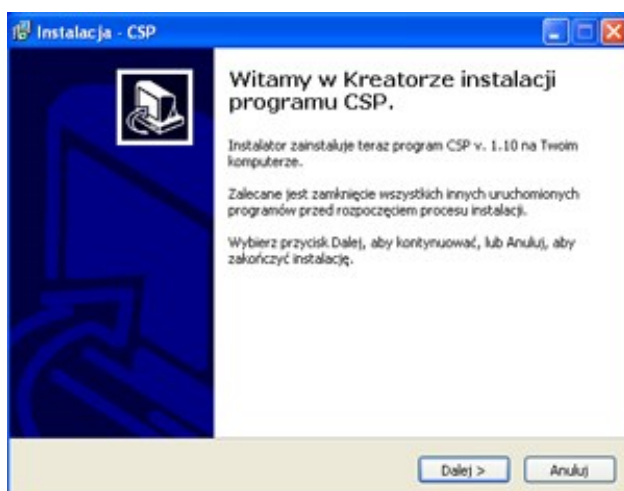 Instalacja - CSP
Witamy w Kreatorze instalacji
programu CSP.
Instalator zainstaluje teraz program CSP v. 1.10 na Twoim
komputerze.
Zalecane jest zamknięcie wszystkich innych uruchomionych
programów przed rozpoczęciem procesu instalacji.
Wybierz przycisk Dalej, aby kontynuować, lub Anuluj, aby
zakończyć instalację.
Dalej >
Anuluj